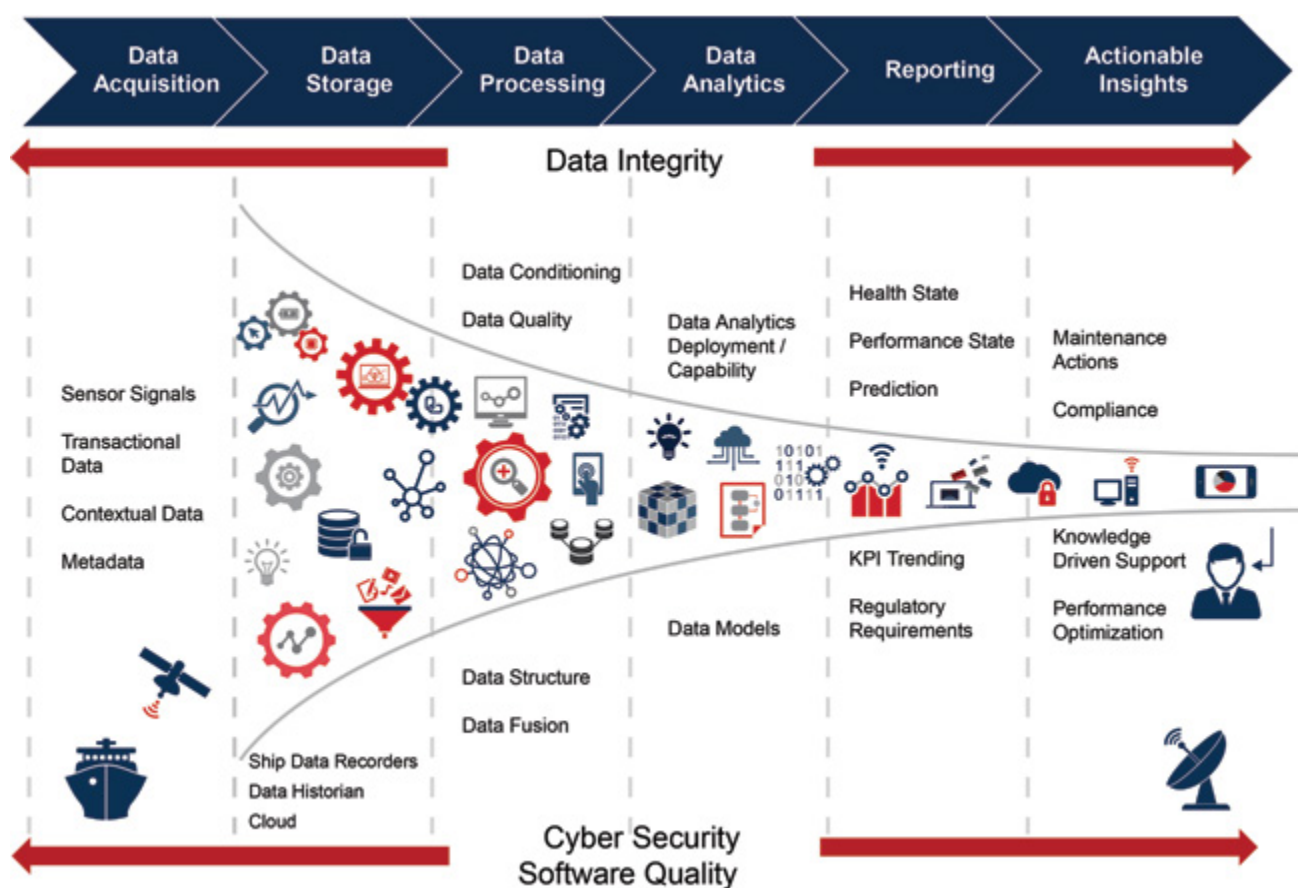 Data
Acquisition
Data
Storage
Data
Processing
Data
Analytics
Reporting
Actionable
Insights
Data Integrity
Sensor Signals
Transactional
Data
Contextual Data
Metadata
Ship Data Recorders
Data Historian
Cloud
Data Conditioning
Data Quality
Data Structure
Data Fusion
Data Analytics
Deployment /
Capability
10101
111
010
01111
Data Models
Health State
Performance State
Prediction
KPI Trending
Regulatory
Requirements
Maintenance
Actions
Compliance
Knowledge
Driven Support
Performance
Optimization
Cyber Security
Software Quality